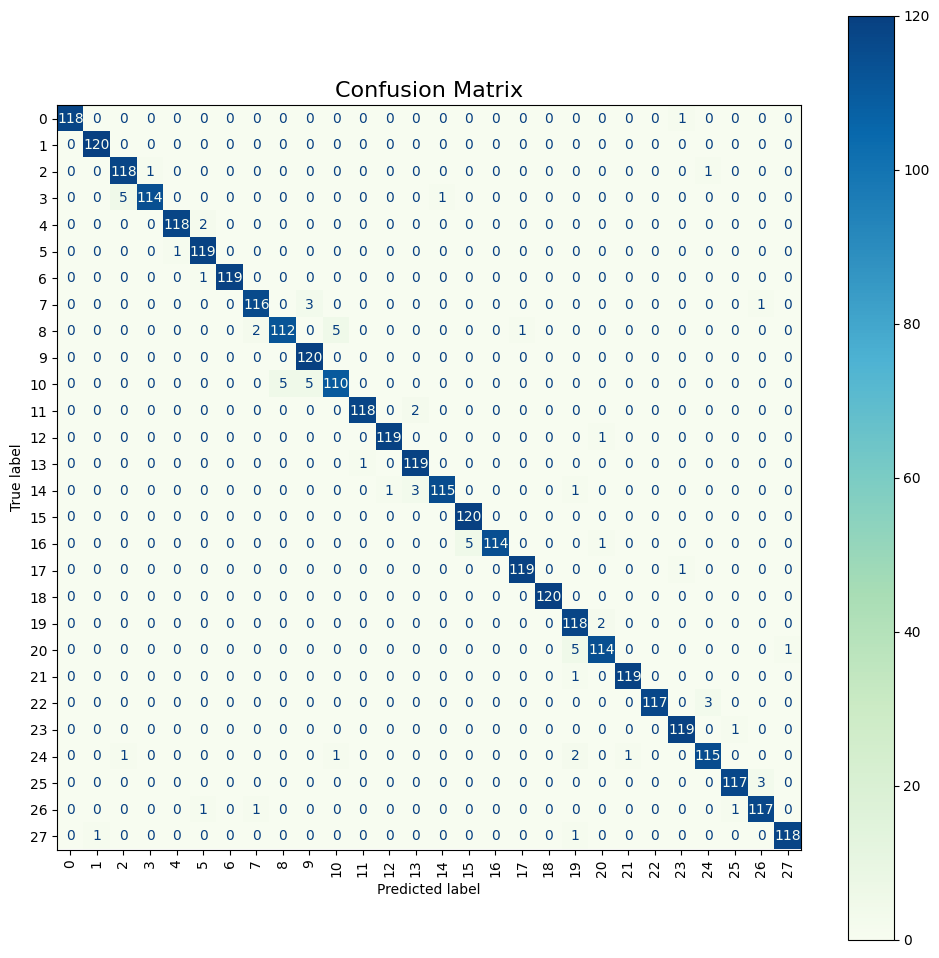 Confusion Matrix
120
0 118 0 0 0 0 0 0 0 0 0 0 0 0 0 0 0 0 0 0 0 0 0 0 1 0 0 0 0
1 0 120 0 0 0 0 0 0 0 0 0 0 0 0 0 0 0 0 0 0 0 0 0 0 0 0 0 0
2 0 0 118 1 0 0 0 0 0 0 0 0 0 0 0 0 0 0 0 0 0 0 0 0 1 0 0 0
100
3 0 0 5 114 0 0 0 0 0 0 0 0 0 0 1 0 0 0 0 0 0 0 0 0 0 0 0 0
4 0 0 0 0 118 2 0 0 0 0 0 0 0 0 0 0 0 0 0 0 0 0 0 0 0 0 0 0
5 0 0 0 0 1 119 0 0 0 0 0 0 0 0 0 0 0 0 0 0 0 0 0 0 0 0 0 0
6 0 0 0 0 0 1 119 0 0 0 0 0 0 0 0 0 0 0 0 0 0 0 0 0 0 0 0 0
7 0 0 0 0 0 0 0 116 0 3 0 0 0 0 0 0 0 0 0 0 0 0 0 0 0 0 1 0
80
8 0 0 0 0 0 0 0 2 112 0 5 0 0 0 0 0 0 1 0 0 0 0 0 0 0 0 0 0
9 0 0 0 0 0 0 0 0 0 120 0 0 0 0 0 0 0 0 0 0 0 0 0 0 0 0 0 0
10 0 0 0 0 0 0 0 0 5 5 110 0 0 0 0 0 0 0 0 0 0 0 0 0 0 0 0 0
11 0 0 0 0 0 0 0 0 0 0 0 118 0 2 0 0 0 0 0 0 0 0 0 0 0 0 0 0
12 0 0 0 0 0 0 0 0 0 0 0 0 119 0 0 0 0 0 0 0 1 0 0 0 0 0 0 0
13 0 0 0 0 0 0 0 0 0 0 0 1 0 119 0 0 0 0 0 0 0 0 0 0 0 0 0 0
True label
60
14 0 0 0 0 0 0 0 0 0 0 0 0 1 3 115 0 0 0 0 1 0 0 0 0 0 0 0 0
15 0 0 0 0 0 0 0 0 0 0 0 0 0 0 0 120 0 0 0 0 0 0 0 0 0 0 0 0
16 0 0 0 0 0 0 0 0 0 0 0 0 0 0 0 5 114 0 0 0 1 0 0 0 0 0 0 0
17 0 0 0 0 0 0 0 0 0 0 0 0 0 0 0 0 0 119 0 0 0 0 0 1 0 0 0 0
18 0 0 0 0 0 0 0 0 0 0 0 0 0 0 0 0 0 0 120 0 0 0 0 0 0 0 0 0
19 0 0 0 0 0 0 0 0 0 0 0 0 0 0 0 0 0 0 0 118 2 0 0 0 0 0 0 0
40
20 0 0 0 0 0 0 0 0 0 0 0 0 0 0 0 0 0 0 0 5 114 0 0 0 0 0 0 1
21 0 0 0 0 0 0 0 0 0 0 0 0 0 0 0 0 0 0 0 1 0 119 0 0 0 0 0 0
22 0 0 0 0 0 0 0 0 0 0 0 0 0 0 0 0 0 0 0 0 0 0 117 0 3 0 0 0
23 0 0 0 0 0 0 0 0 0 0 0 0 0 0 0 0 0 0 0 0 0 0 0 119 0 1 0 0
24 0 0 1 0 0 0 0 0 0 0 1 0 0 0 0 0 0 0 0 2 0 1 0 0 115 0 0 0
25 0 0 0 0 0 0 0 0 0 0 0 0 0 0 0 0 0 0 0 0 0 0 0 0 0 117 3 0
20
26 0 0 0 0 0 1 0 1 0 0 0 0 0 0 0 0 0 0 0 0 0 0 0 0 0 1 117 0
27 0 1 0 0 0 0 0 0 0 0 0 0 0 0 0 0 0 0 0 1 0 0 0 0 0 0 0 118
0 1 2 3 4 5 6 7 8 9 10 11 12 13 14 15 16 17 18 19 20 21 22 23 24 25 26 27
Predicted label
0